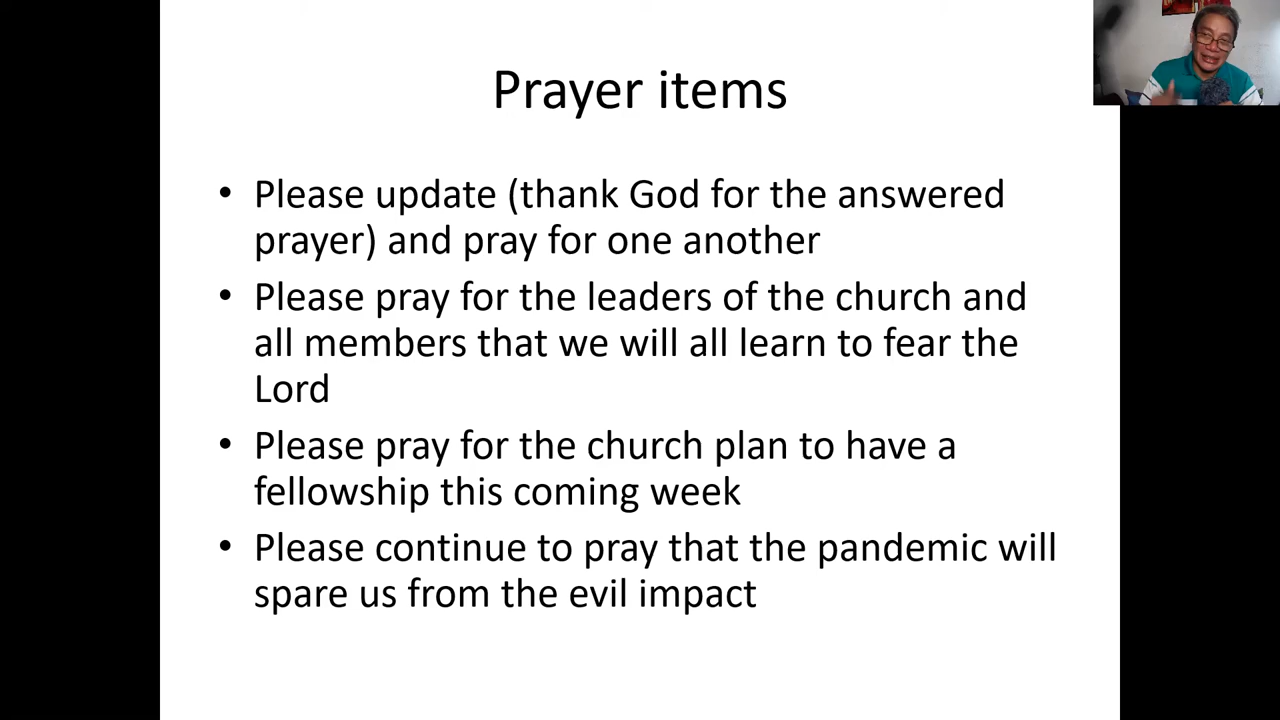 Prayer items
• Please update (thank God for the answered
prayer) and pray for one another
• Please pray for the leaders of the church and
all members that we will all learn to fear the
Lord
• Please pray for the church plan to have a
fellowship this coming week
• Please continue to pray that the pandemic will
spare us from the evil impact